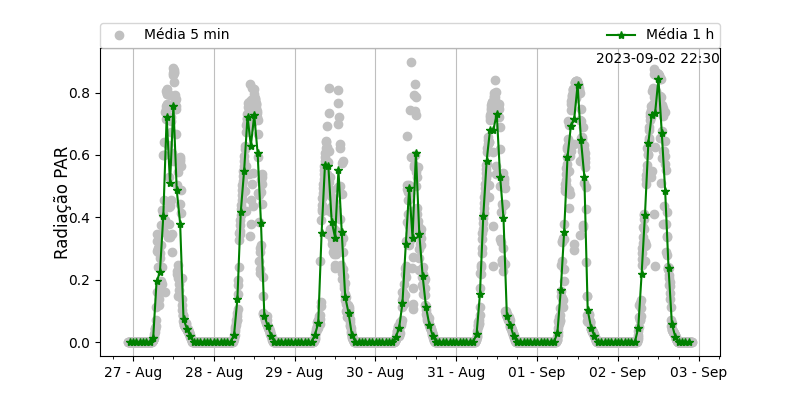 Média 5 min
Média 1 h
2023-09-02 22:30
Radiação PAR
0.8
0.6
0.4
0.2
0.0
27 - Aug
28 - Aug
29 - Aug
30 - Aug
31 - Aug
01 - Sep
02 - Sep
03 - Sep